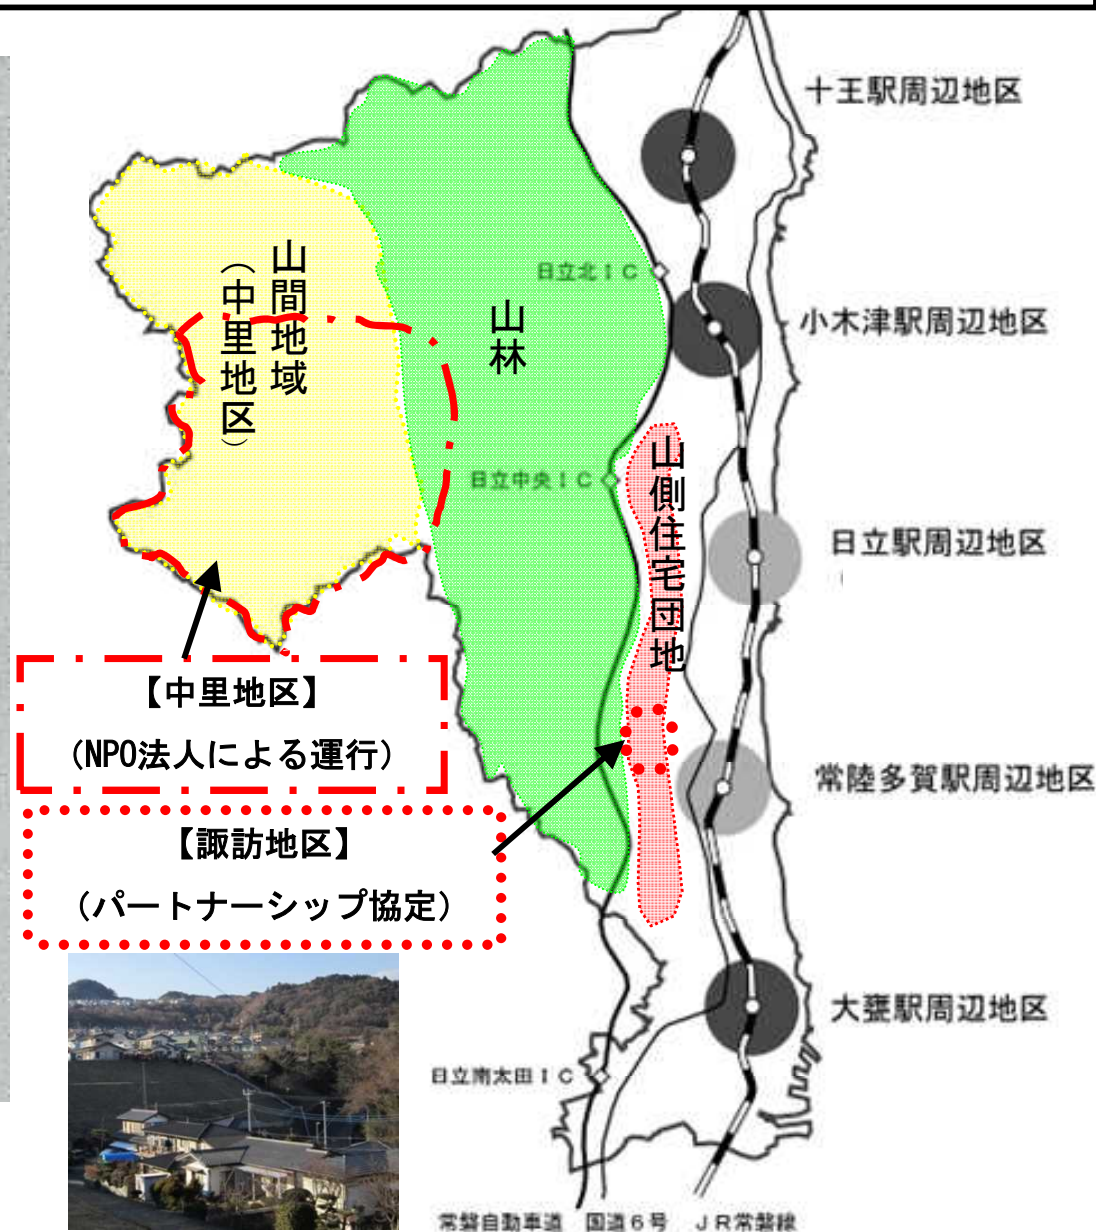 十王駅周辺地区
山間地域
（中里地区）
日立北ＩＣ
山林
小木津駅周辺地区
日立中央ＩＣ
山側住宅団地
日立駅周辺地区
【中里地区】
（NPO法人による運行）
常陸多賀駅周辺地区
【諏訪地区】
（パートナーシップ協定）
大甕駅周辺地区
日立南太田ＩＣ
常磐自動車道　国道６号　ＪＲ常磐線